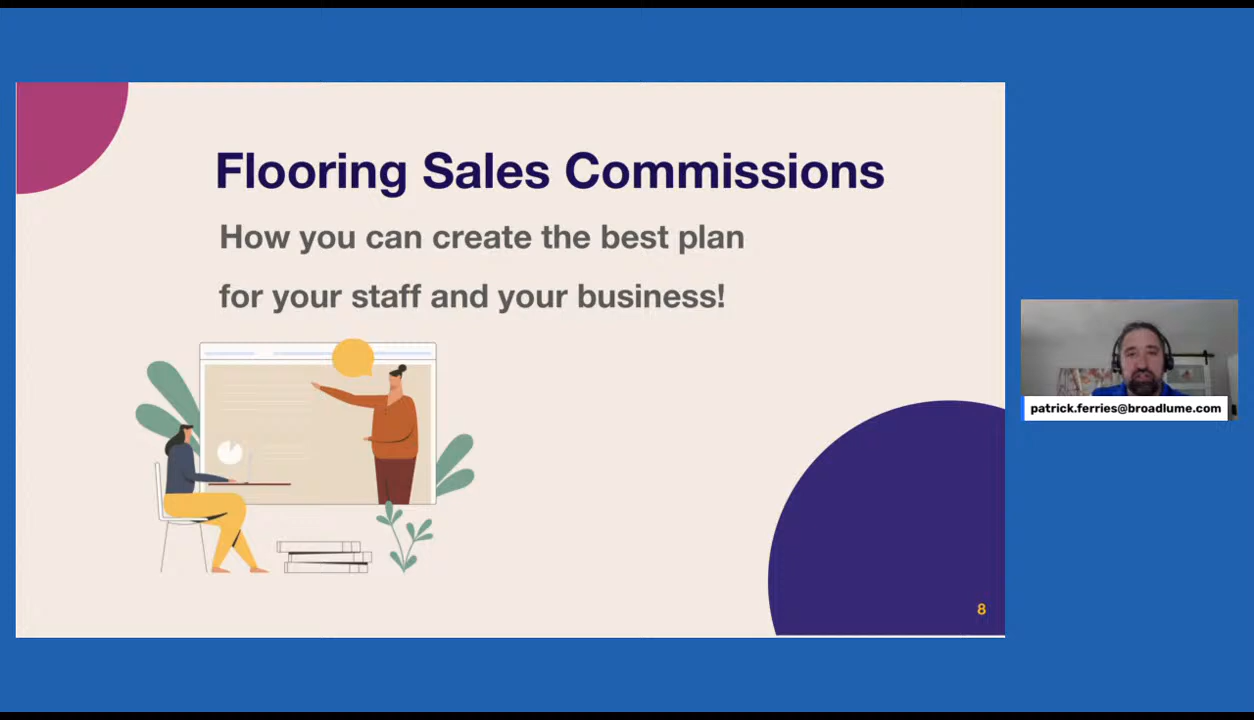 Flooring Sales Commissions
How you can create the best plan
for your staff and your business!
patrick.ferries@broadlume.com
8